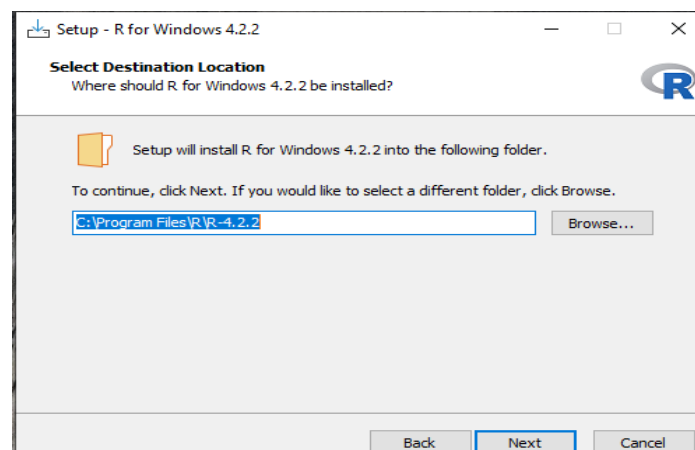 Setup - R for Windows 4.2.2
Select Destination Location
Where should R for Windows 4.2.2 be installed?
R
Setup will install R for Windows 4.2.2 into the following folder.
To continue, click Next. If you would like to select a different folder, click Browse.
C:\Program Files\R\R-4.2.2
Browse...
Back
Next
Cancel